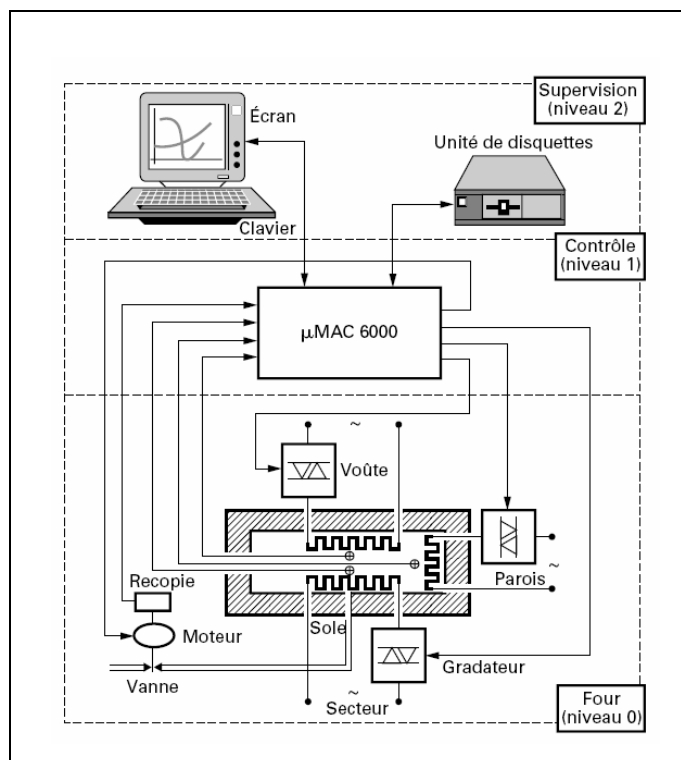 Supervision
(niveau 2)
Écran
Unité de disquettes
Clavier
Contrôle
(niveau 1)
µMAC 6000
~
Voûte
Recopie
Parois
~
Sole
Moteur
Gradateur
Vanne
~
Secteur
Four
(niveau 0)